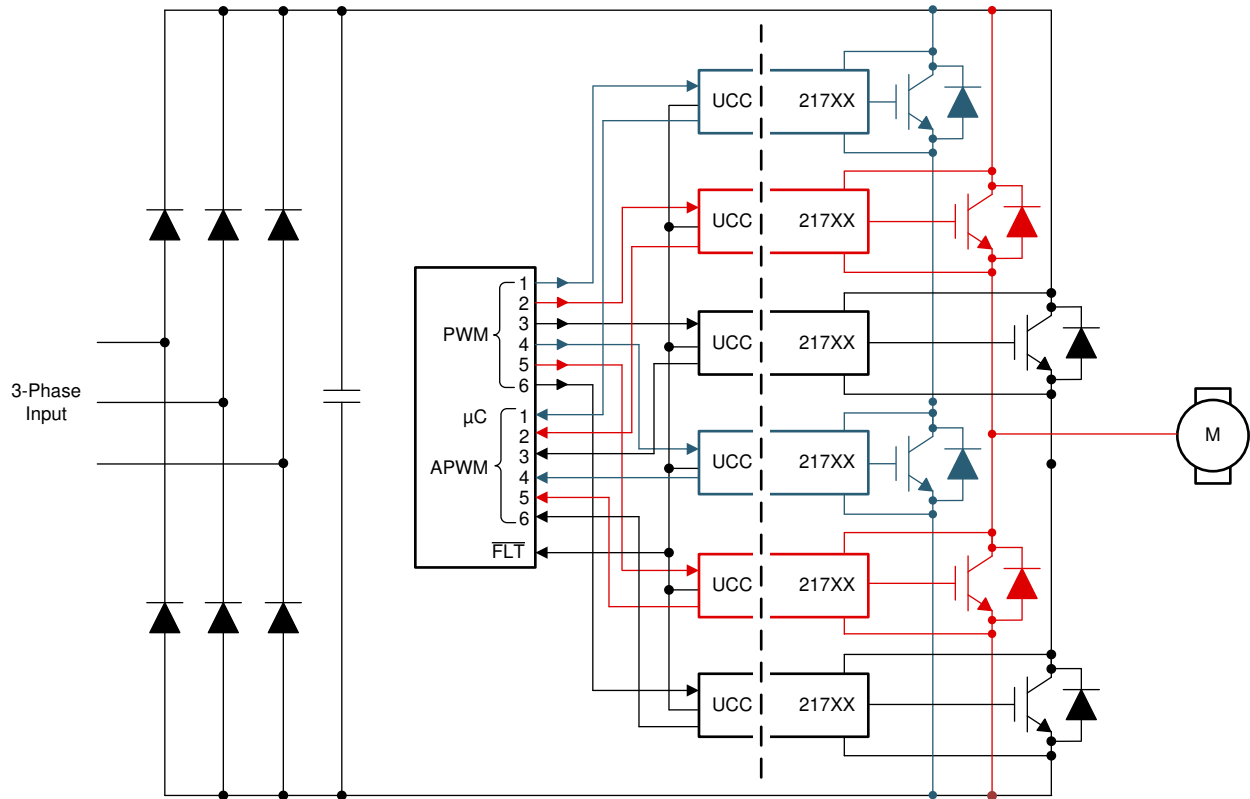 UCC 217XX
UCC 217XX
UCC 217XX
UCC 217XX
UCC 217XX
UCC 217XX
3-Phase
Input
PWM
1
2
3
4
5
6
µC
APWM
1
2
3
4
5
6
FLT
M